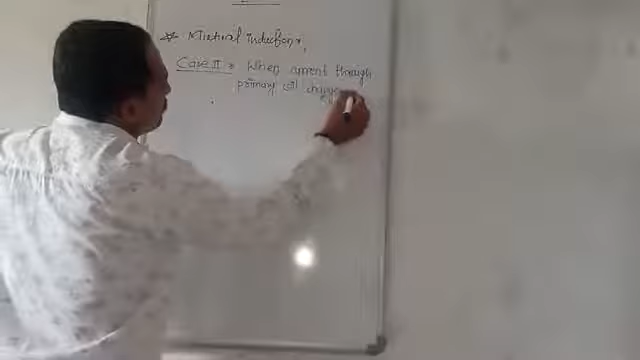 * Mutual induction :
Case II : When current through
primary coil changes